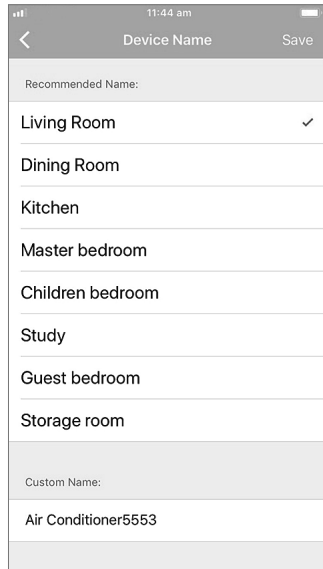 11:44 am
Device Name
Save
Recommended Name:
Living Room
Dining Room
Kitchen
Master bedroom
Children bedroom
Study
Guest bedroom
Storage room
Custom Name:
Air Conditioner5553